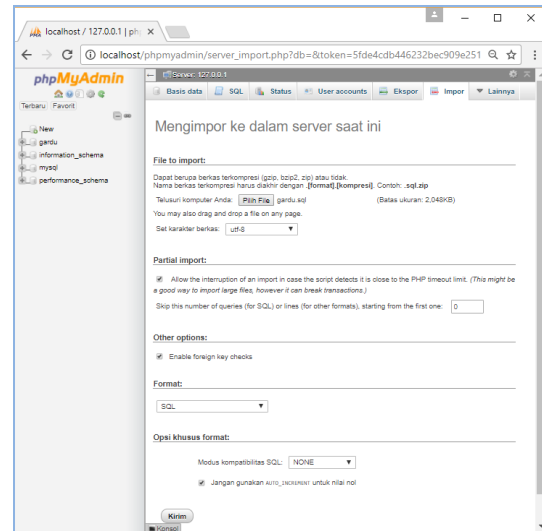 localhost / 127.0.0.1 | ph
localhost/phpmyadmin/server_import.php?db=&token=5fde4cdb446232bec909e251
phpMyAdmin
Terbaru Favorit
New
gardu
information_schema
mysql
performance_schema
Server: 127.0.0.1
Basis data SQL Status User accounts Ekspor Impor Lainnya
Mengimpor ke dalam server saat ini
File to import:
Dapat berupa berkas terkompresi (gzip, bzip2, zip) atau tidak.
Nama berkas terkompresi harus diakhir dengan .[format].[kompresi]. Contoh: .sql.zip
Telusuri komputer Anda: Pilih File gardu.sql (Batas ukuran: 2,048KB)
You may also drag and drop a file on any page.
Set karakter berkas: utf-8
Partial import:
Allow the interruption of an import in case the script detects it is close to the PHP timeout limit. (This might be
a good way to import large files, however it can break transactions.)
Skip this number of queries (for SQL) or lines (for other formats), starting from the first one: 0
Other options:
Enable foreign key checks
Format:
SQL
Opsi khusus format:
Modus kompatibilitas SQL: NONE
Jangan gunakan AUTO_INCREMENT untuk nilai nol
Kirim
Konsol